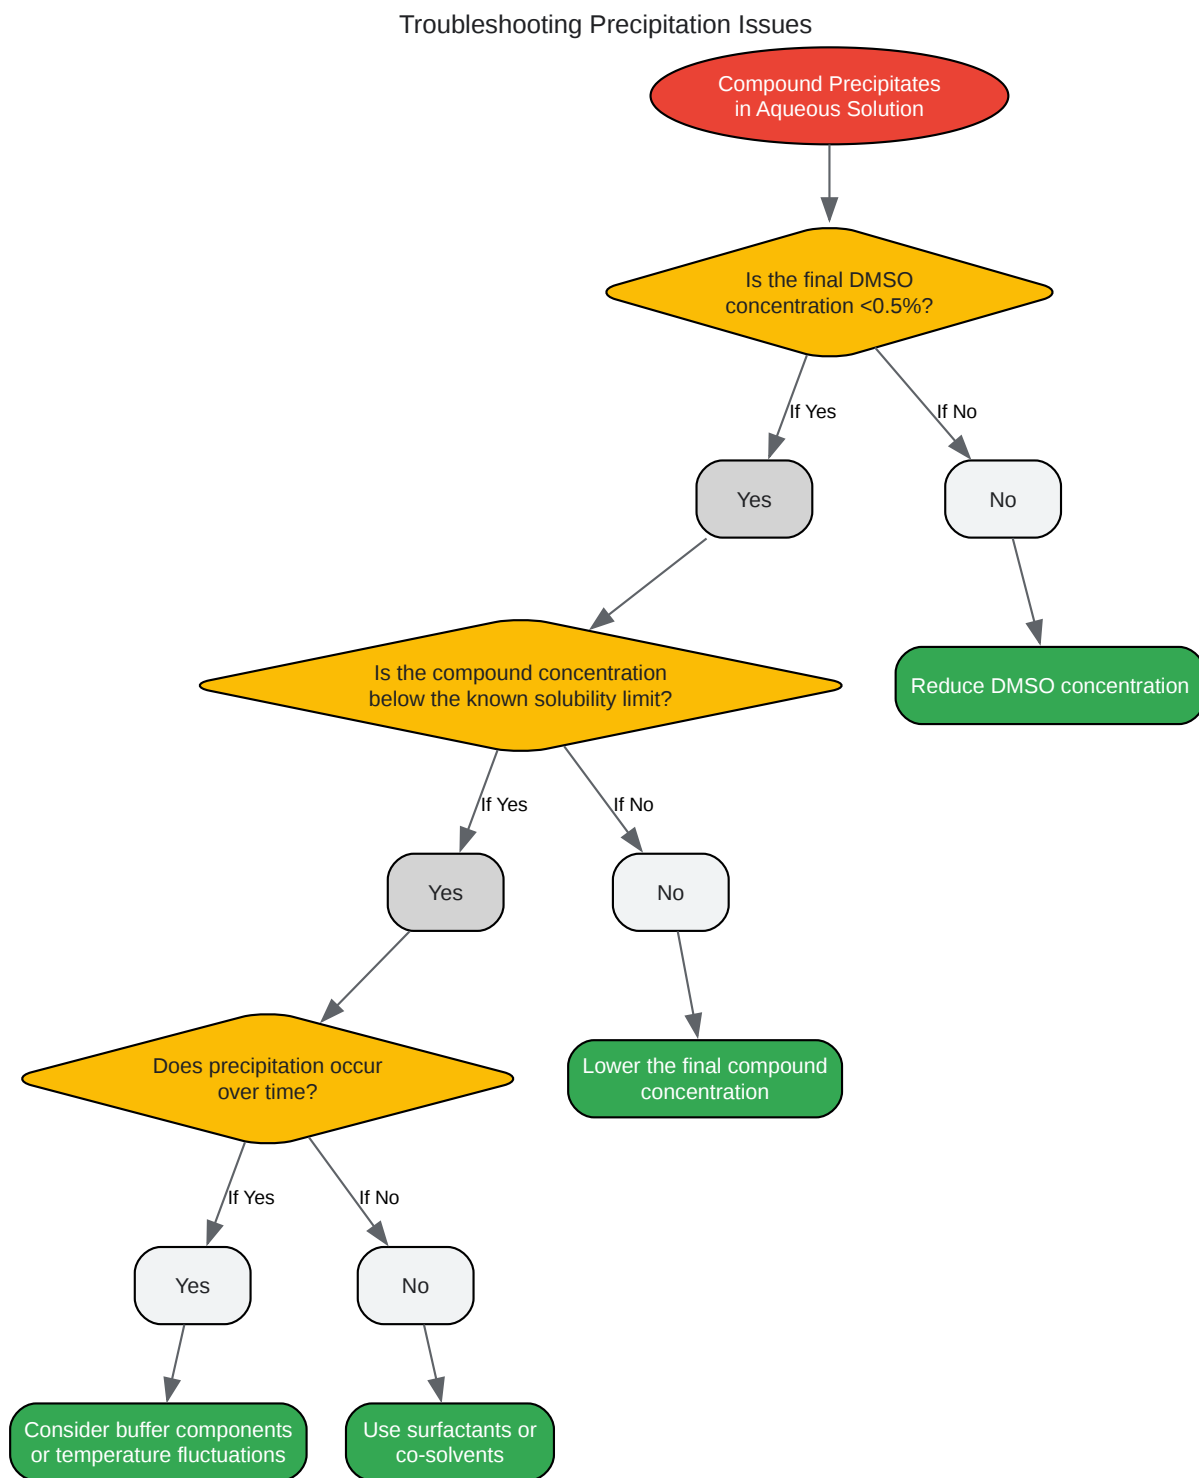 Troubleshooting Precipitation Issues
Compound Precipitates
in Aqueous Solution
Is the final DMSO
concentration <0.5%?
If Yes
If No
Yes
No
Is the compound concentration
below the known solubility limit?
Reduce DMSO concentration
If Yes
If No
Yes
No
Does precipitation occur
over time?
Lower the final compound
concentration
If Yes
If No
Yes
No
Consider buffer components
or temperature fluctuations
Use surfactants or
co-solvents